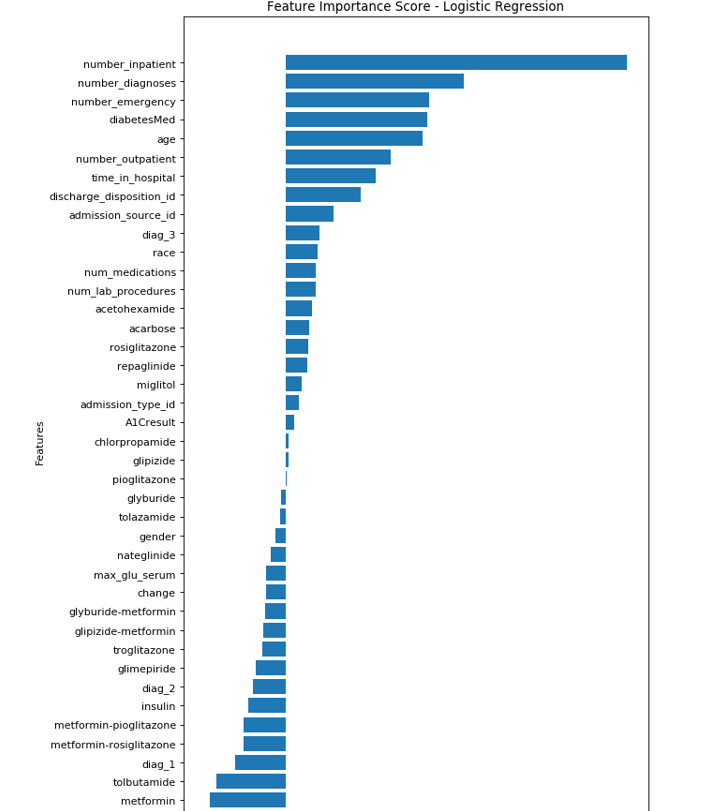 Feature Importance Score - Logistic Regression
number_inpatient
number_diagnoses
number_emergency
diabetesMed
age
number_outpatient
time_in_hospital
discharge_disposition_id
admission_source_id
diag_3
race
num_medications
num_lab_procedures
acetohexamide
acarbose
rosiglitazone
repaglinide
miglitol
admission_type_id
A1Cresult
chlorpropamide
glipizide
pioglitazone
glyburide
tolazamide
gender
nateglinide
max_glu_serum
change
glyburide-metformin
glipizide-metformin
troglitazone
glimepiride
diag_2
insulin
metformin-pioglitazone
metformin-rosiglitazone
diag_1
tolbutamide
metformin
Features